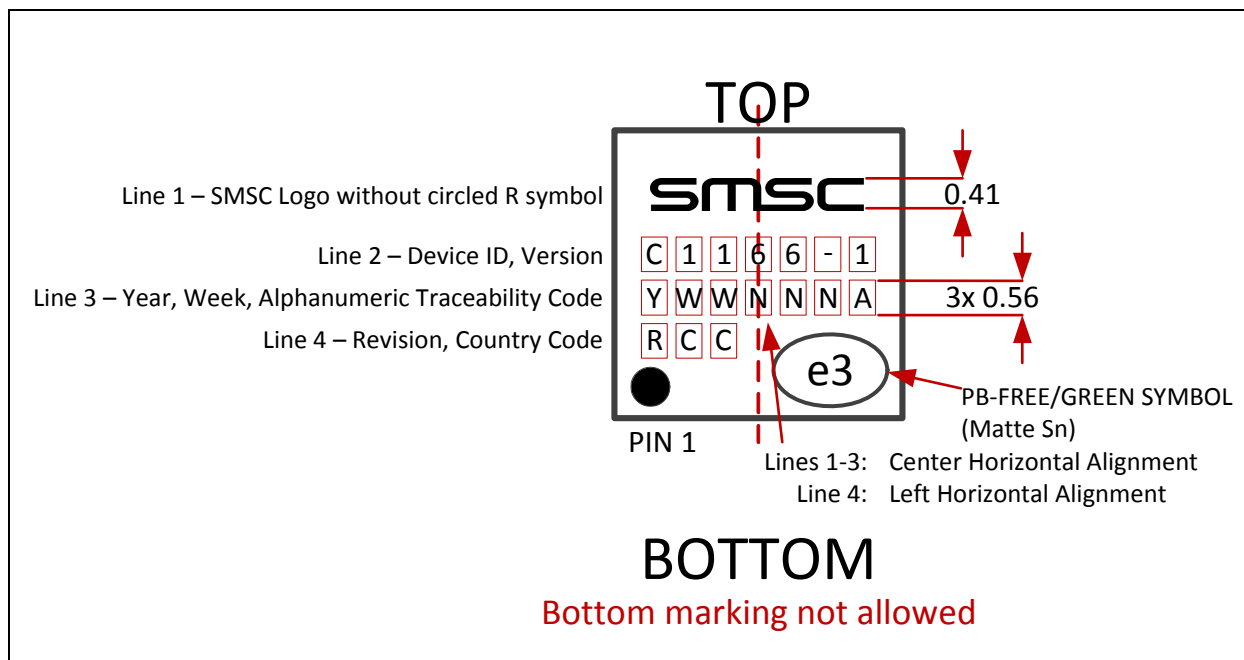 TOP
Line 1 – SMSC Logo without circled R symbol
smsc
0.41
Line 2 – Device ID, Version
C 1 1 6 6 - 1
Line 3 – Year, Week, Alphanumeric Traceability Code
Y W W N N N A
3x 0.56
Line 4 – Revision, Country Code
R C C
e3
PB-FREE/GREEN SYMBOL
(Matte Sn)
PIN 1
Lines 1-3: Center Horizontal Alignment
Line 4: Left Horizontal Alignment
BOTTOM
Bottom marking not allowed